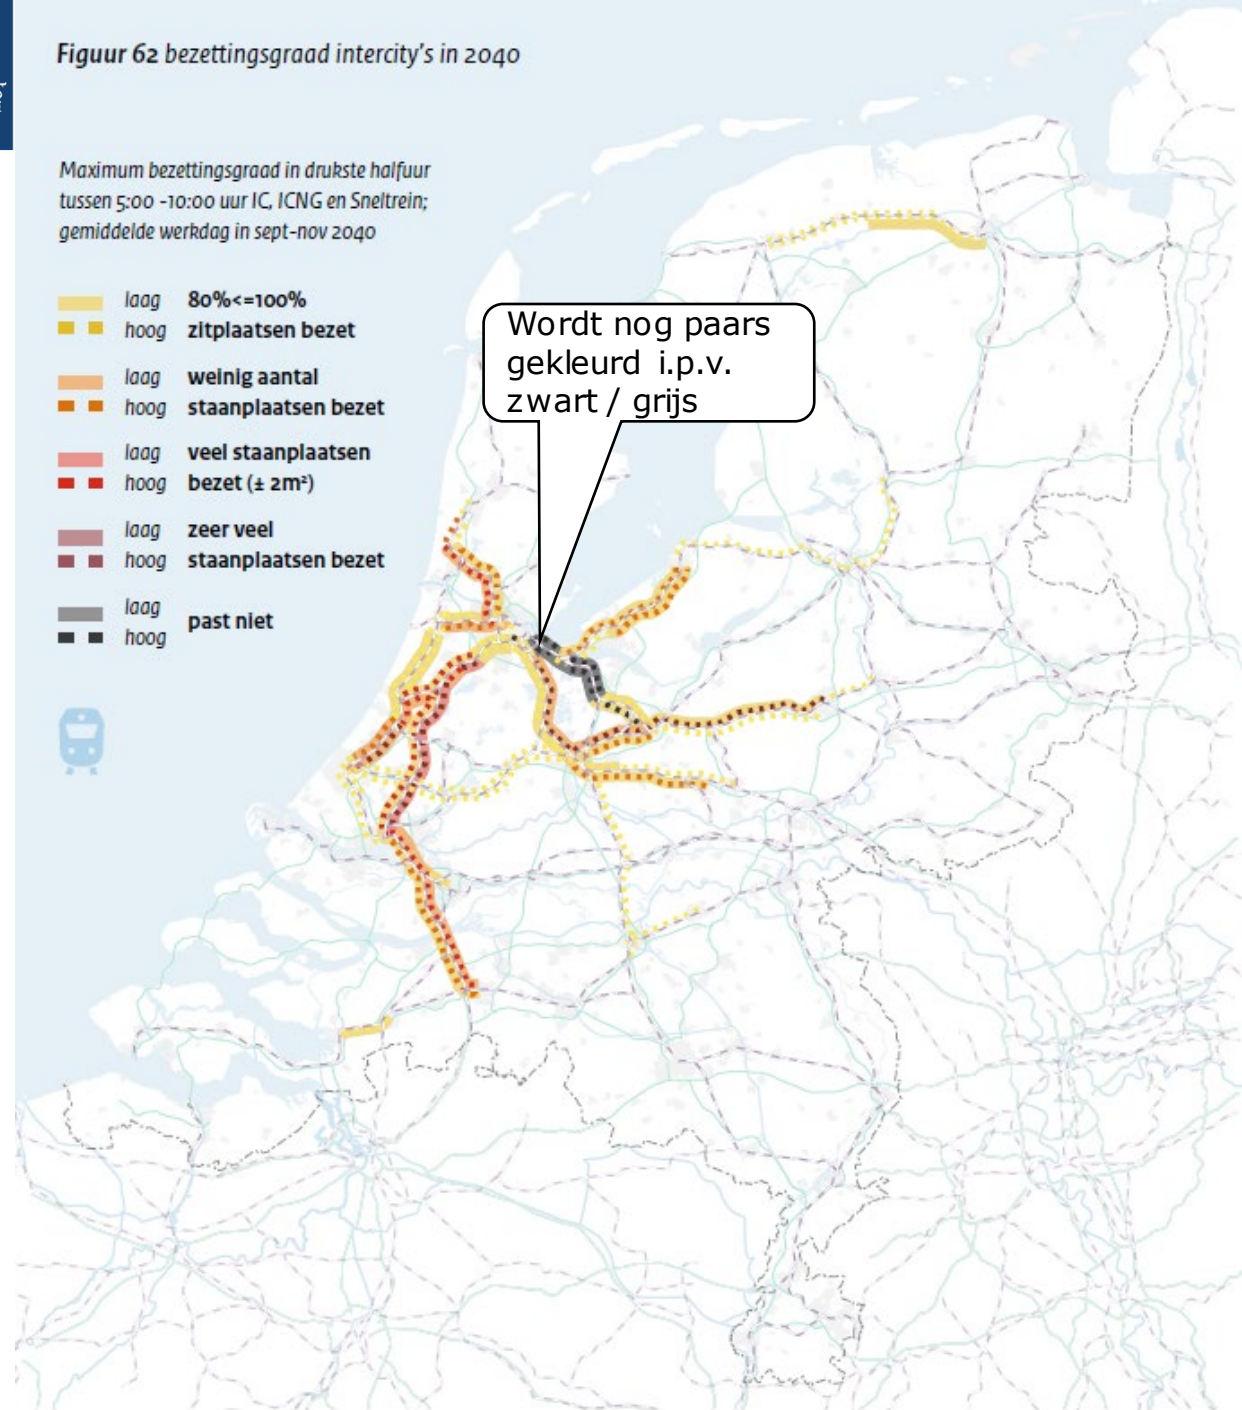 Figuur 62 bezettingsgraad intercity's in 2040
Maximum bezettingsgraad in drukste halfuur
tussen 5:00 -10:00 uur IC, ICNG en Sneltrein;
gemiddelde werkdag in sept-nov 2040
laag 80%<=100%
hoog zitplaatsen bezet
laag weinig aantal
hoog staanplaatsen bezet
laag veel staanplaatsen
hoog bezet (± 2m²)
laag zeer veel
hoog staanplaatsen bezet
laag
past niet
hoog
Wordt nog paars
gekleurd i.p.v.
zwart / grijs